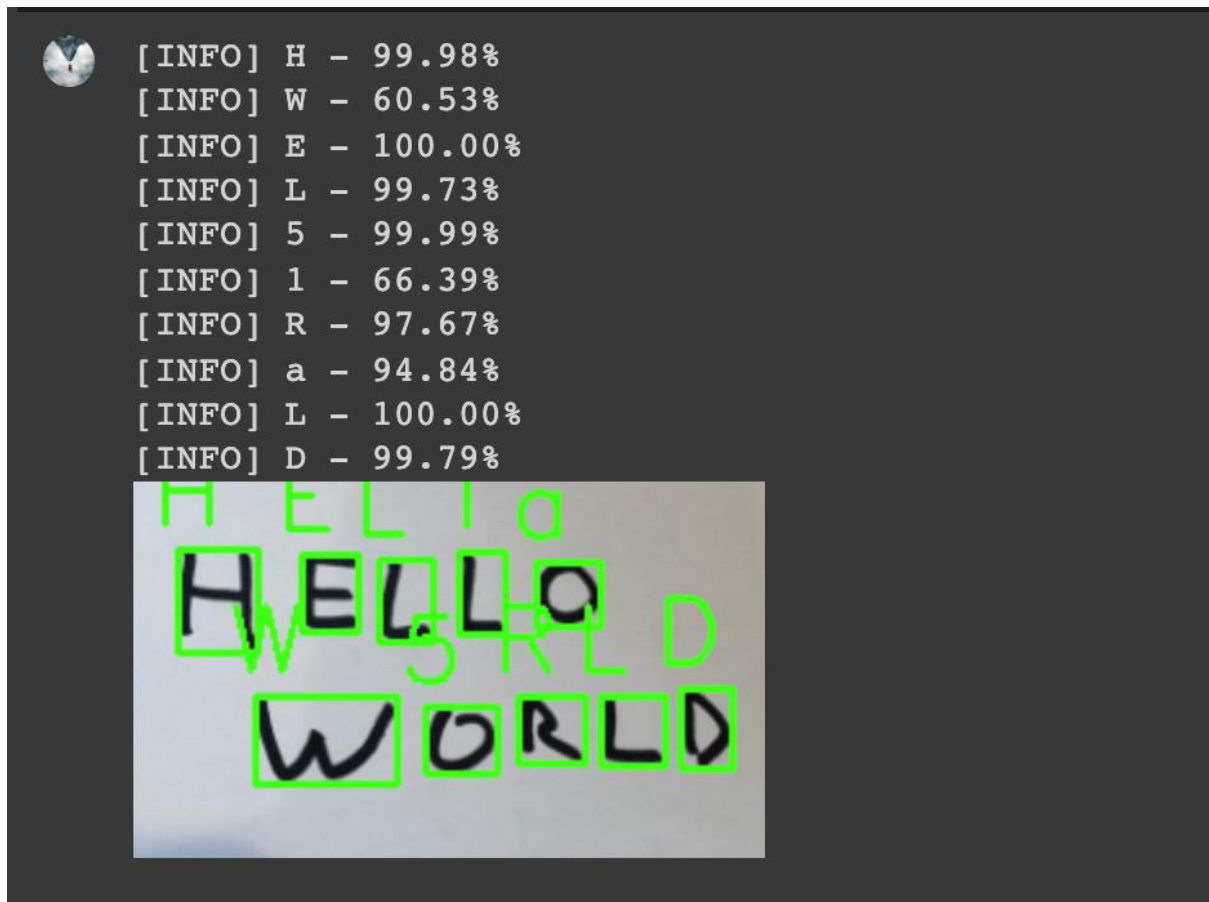 [INFO] H - 99.98%
[INFO] W - 60.53%
[INFO] E - 100.00%
[INFO] L - 99.73%
[INFO] 5 - 99.99%
[INFO] 1 - 66.39%
[INFO] R - 97.67%
[INFO] a - 94.84%
[INFO] L - 100.00%
[INFO] D - 99.79%
H E L 1 a
HELLO
W 5 R L D
WORLD